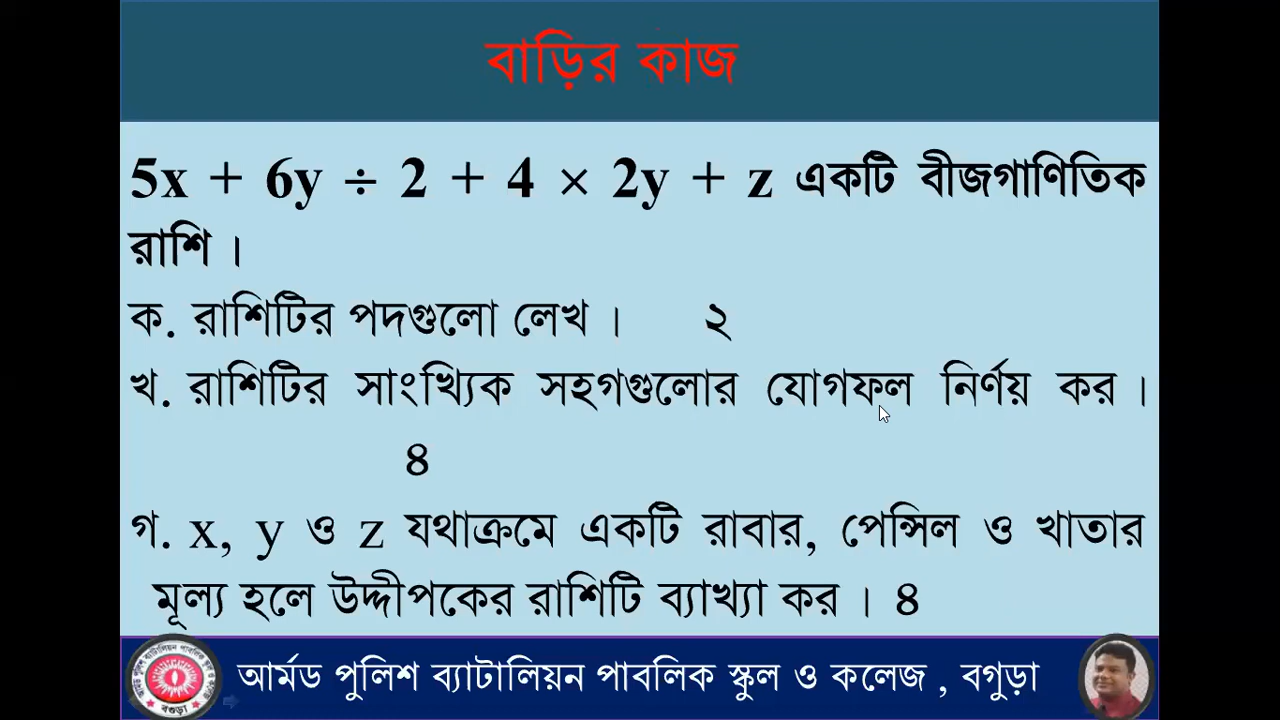 বাড়ির কাজ
5x + 6y ÷ 2 + 4 × 2y + z একটি বীজগাণিতিক
রাশি ।
ক. রাশিটির পদগুলো লেখ । ২
খ. রাশিটির সাংখ্যিক সহগগুলোর যোগফল নির্ণয় কর ।
৪
গ. x, y ও z যথাক্রমে একটি রাবার, পেন্সিল ও খাতার
মূল্য হলে উদ্দীপকের রাশিটি ব্যাখ্যা কর । ৪
আর্মড পুলিশ ব্যাটালিয়ন পাবলিক স্কুল ও কলেজ , বগুড়া